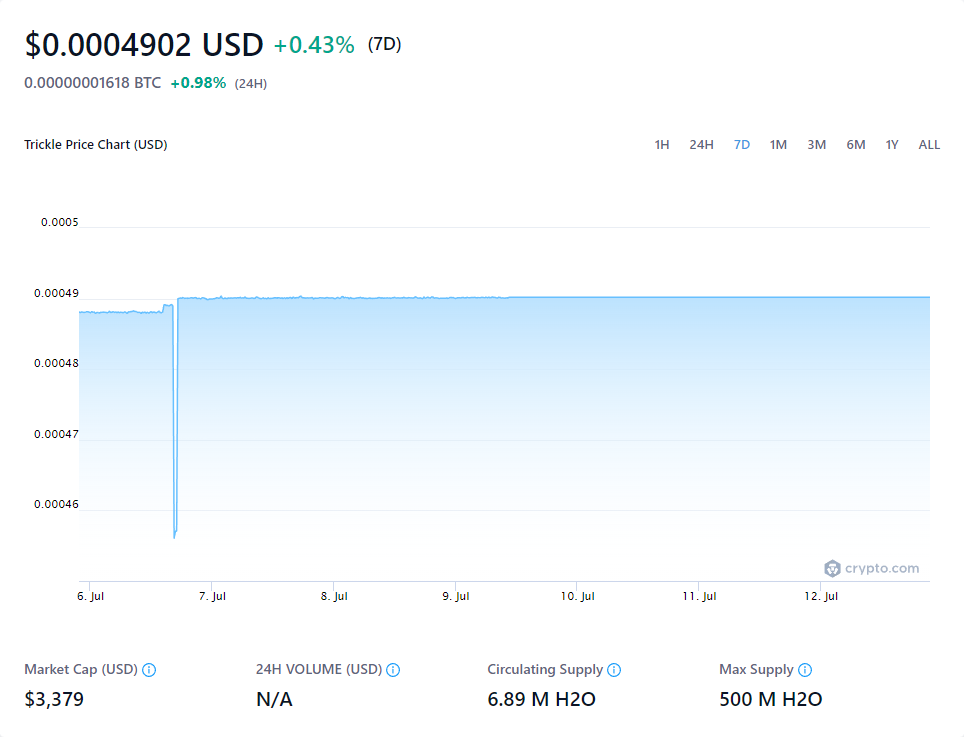 $0.0004902 USD +0.43% (7D)
0.00000001618 BTC +0.98% (24H)
Trickle Price Chart (USD)
1H 24H 7D 1M 3M 6M 1Y ALL
0.0005
0.00049
0.00048
0.00047
0.00046
crypto.com
6. Jul 7. Jul 8. Jul 9. Jul 10. Jul 11. Jul 12. Jul
Market Cap (USD) 24H VOLUME (USD) Circulating Supply Max Supply
$3,379 N/A 6.89 M H2O 500 M H2O